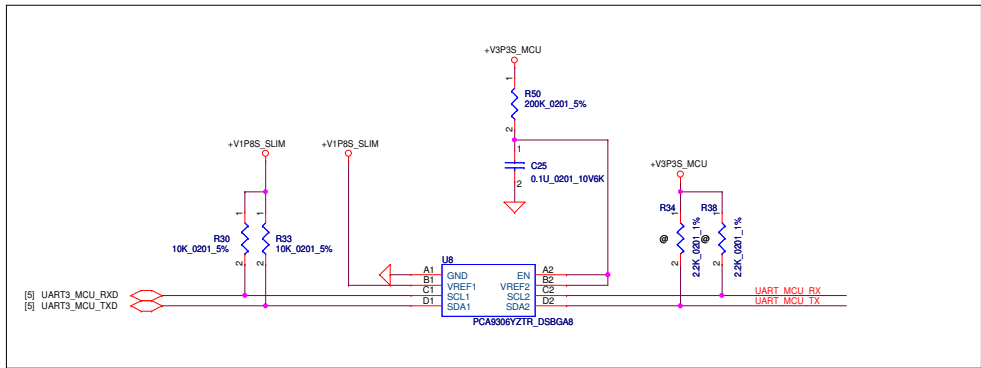 +V3P3S_MCU
1
R50
200K_0201_5%
2
+V1P8S_SLIM
+V1P8S_SLIM
1
C25
0.1U_0201_10V6K
2
+V3P3S_MCU
1
1
R30
10K_0201_5%
2
R33
10K_0201_5%
2
1
R34
@
2.2K_0201_1%
2
1
R38
@
2.2K_0201_1%
2
U8
A1 GND EN A2
B1 VREF1 VREF2 B2
[5] UART3_MCU_RXD C1 SCL1 SCL2 C2 UART_MCU_RX
[5] UART3_MCU_TXD D1 SDA1 SDA2 D2 UART_MCU_TX
PCA9306YZTR_DSBGA8